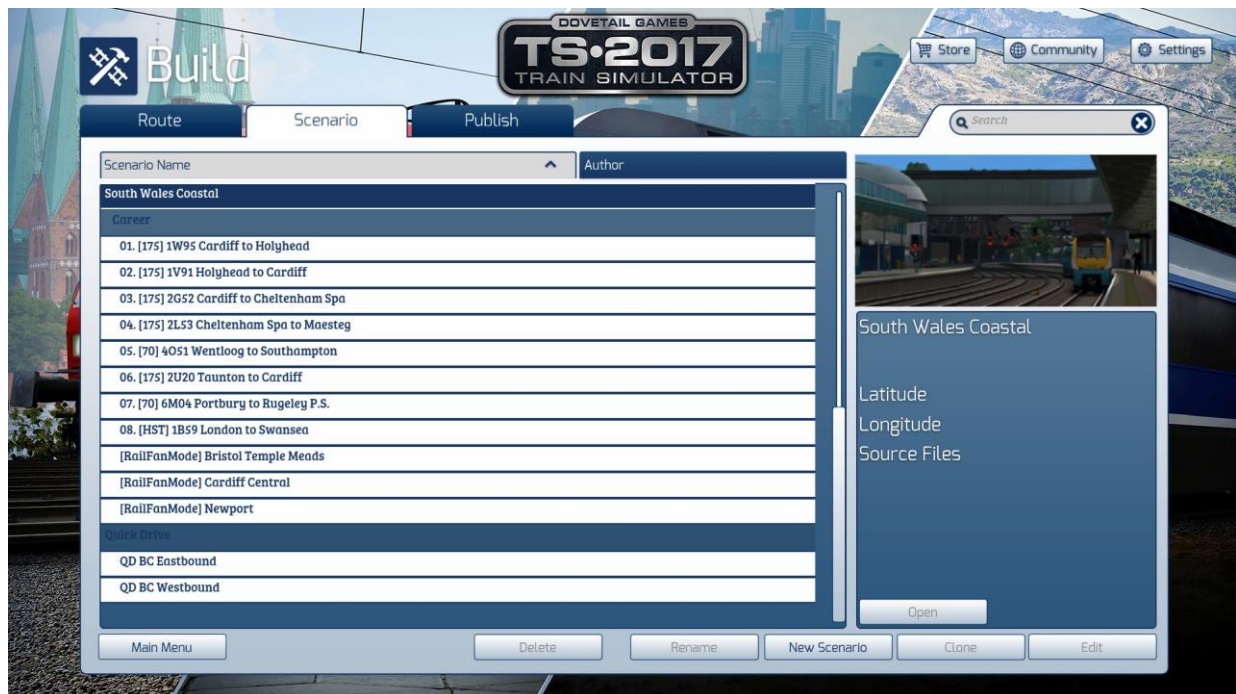 Build
DOVETAIL GAMES
TS•2017
TRAIN SIMULATOR
Store
Community
Settings
Route
Scenario
Publish
Search
Scenario Name
Author
South Wales Coastal
Career
01. [175] 1W95 Cardiff to Holyhead
02. [175] 1V91 Holyhead to Cardiff
03. [175] 2G52 Cardiff to Cheltenham Spa
04. [175] 2L53 Cheltenham Spa to Maesteg
05. [70] 4O51 Wentloog to Southampton
06. [175] 2U20 Taunton to Cardiff
07. [70] 6M04 Portbury to Rugeley P.S.
08. [HST] 1B59 London to Swansea
[RailFanMode] Bristol Temple Meads
[RailFanMode] Cardiff Central
[RailFanMode] Newport
Quick Drive
QD BC Eastbound
QD BC Westbound
South Wales Coastal
Latitude
Longitude
Source Files
Open
Main Menu
Delete
Rename
New Scenario
Clone
Edit